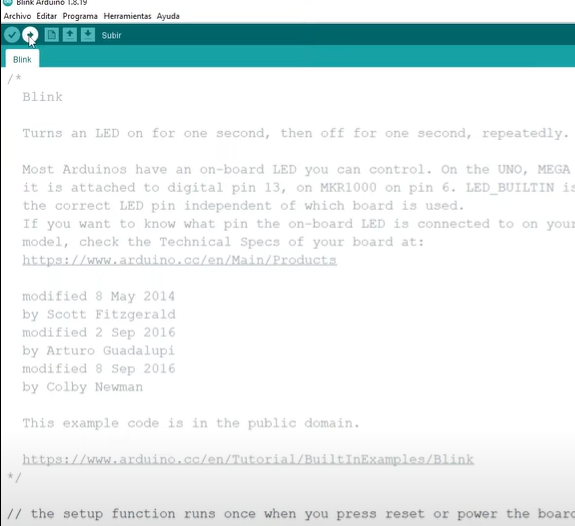 Blink Arduino 1.8.19
Archivo Editar Programa Herramientas Ayuda
Subir
Blink
/*
Blink
Turns an LED on for one second, then off for one second, repeatedly.
Most Arduinos have an on-board LED you can control. On the UNO, MEGA
it is attached to digital pin 13, on MKR1000 on pin 6. LED_BUILTIN is
the correct LED pin independent of which board is used.
If you want to know what pin the on-board LED is connected to on your
model, check the Technical Specs of your board at:
https://www.arduino.cc/en/Main/Products
modified 8 May 2014
by Scott Fitzgerald
modified 2 Sep 2016
by Arturo Guadalupi
modified 8 Sep 2016
by Colby Newman
This example code is in the public domain.
https://www.arduino.cc/en/Tutorial/BuiltInExamples/Blink
*/
// the setup function runs once when you press reset or power the board